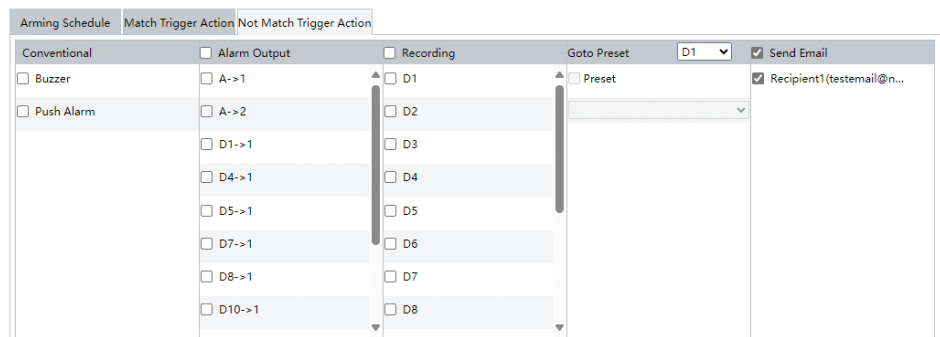 Arming Schedule Match Trigger Action Not Match Trigger Action
Conventional Alarm Output Recording Goto Preset D1 Send Email
Buzzer A->1 D1 Preset Recipient1(testemail@n...
Push Alarm A->2 D2
D1->1 D3
D4->1 D4
D5->1 D5
D7->1 D6
D8->1 D7
D10->1 D8